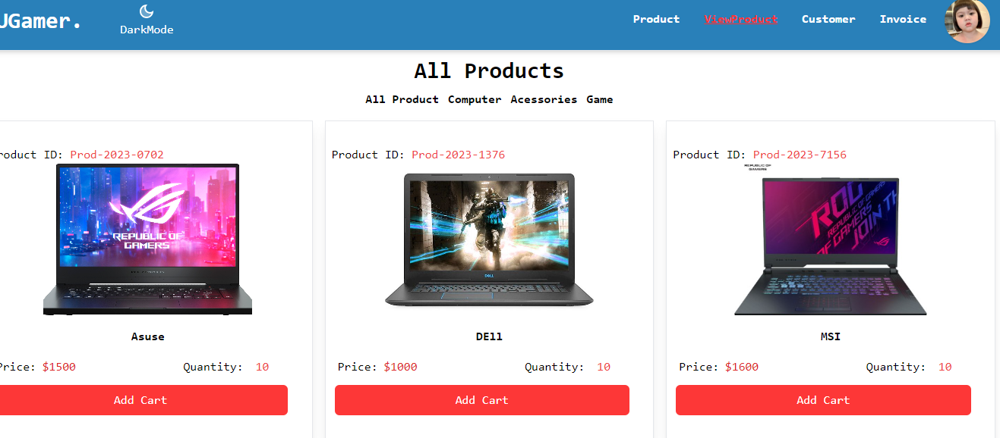 UGamer.
DarkMode
Product ViewProduct Customer Invoice
All Products
All Product Computer Acessories Game
roduct ID: Prod-2023-0702
Product ID: Prod-2023-1376
Product ID: Prod-2023-7156
REPUBLIC OF
GAMERS
DELL
REPUBLIC OF
GAMERS
ROG
REPUBLIC OF GAMERS
JOIN TH
OF GAMERS
Asuse
DEll
MSI
Price: $1500 Quantity: 10
Price: $1000 Quantity: 10
Price: $1600 Quantity: 10
Add Cart
Add Cart
Add Cart